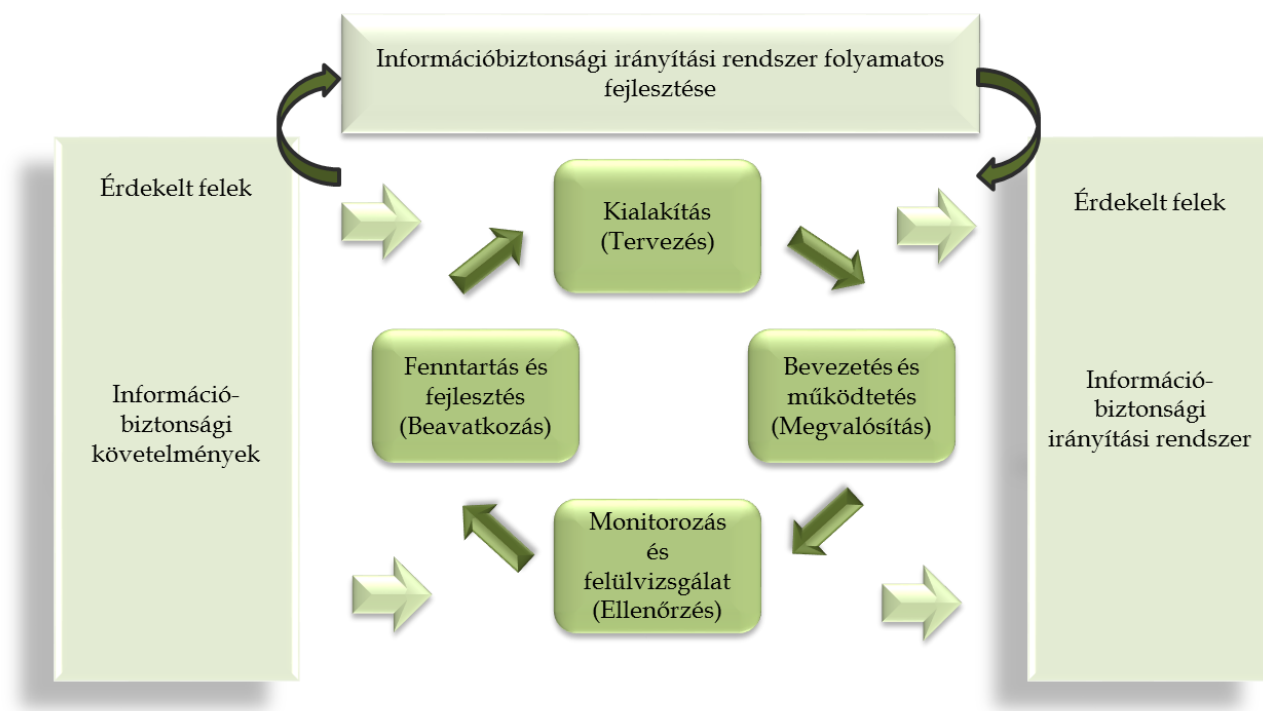 Információbiztonsági irányítási rendszer folyamatos
fejlesztése
Érdekelt felek
Információ-
biztonsági
követelmények
Kialakítás
(Tervezés)
Fenntartás és
fejlesztés
(Beavatkozás)
Bevezetés és
működtetés
(Megvalósítás)
Monitorozás
és
felülvizsgálat
(Ellenőrzés)
Érdekelt felek
Információ-
biztonsági
irányítási rendszer